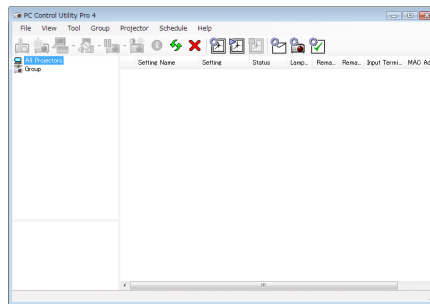 PC Control Utility Pro 4
File View Tool Group Projector Schedule Help
All Projectors Setting Name Setting Status Lamp... Rema... Rema... Input Termi... MAC Ad
Group